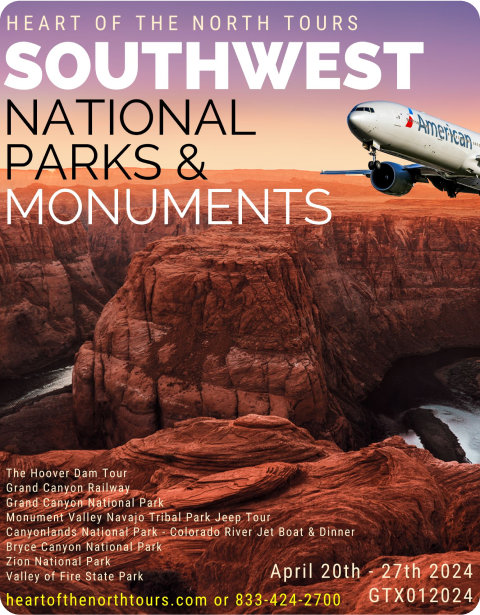 HEART OF THE NORTH TOURS
SOUTHWEST
NATIONAL
PARKS &
MONUMENTS
American
The Hoover Dam Tour
Grand Canyon Railway
Grand Canyon National Park
Monument Valley Navajo Tribal Park Jeep Tour
Canyonlands National Park - Colorado River Jet Boat & Dinner
Bryce Canyon National Park
Zion National Park
Valley of Fire State Park
April 20th - 27th 2024
heartofthenorthtours.com or 833-424-2700
GTX012024